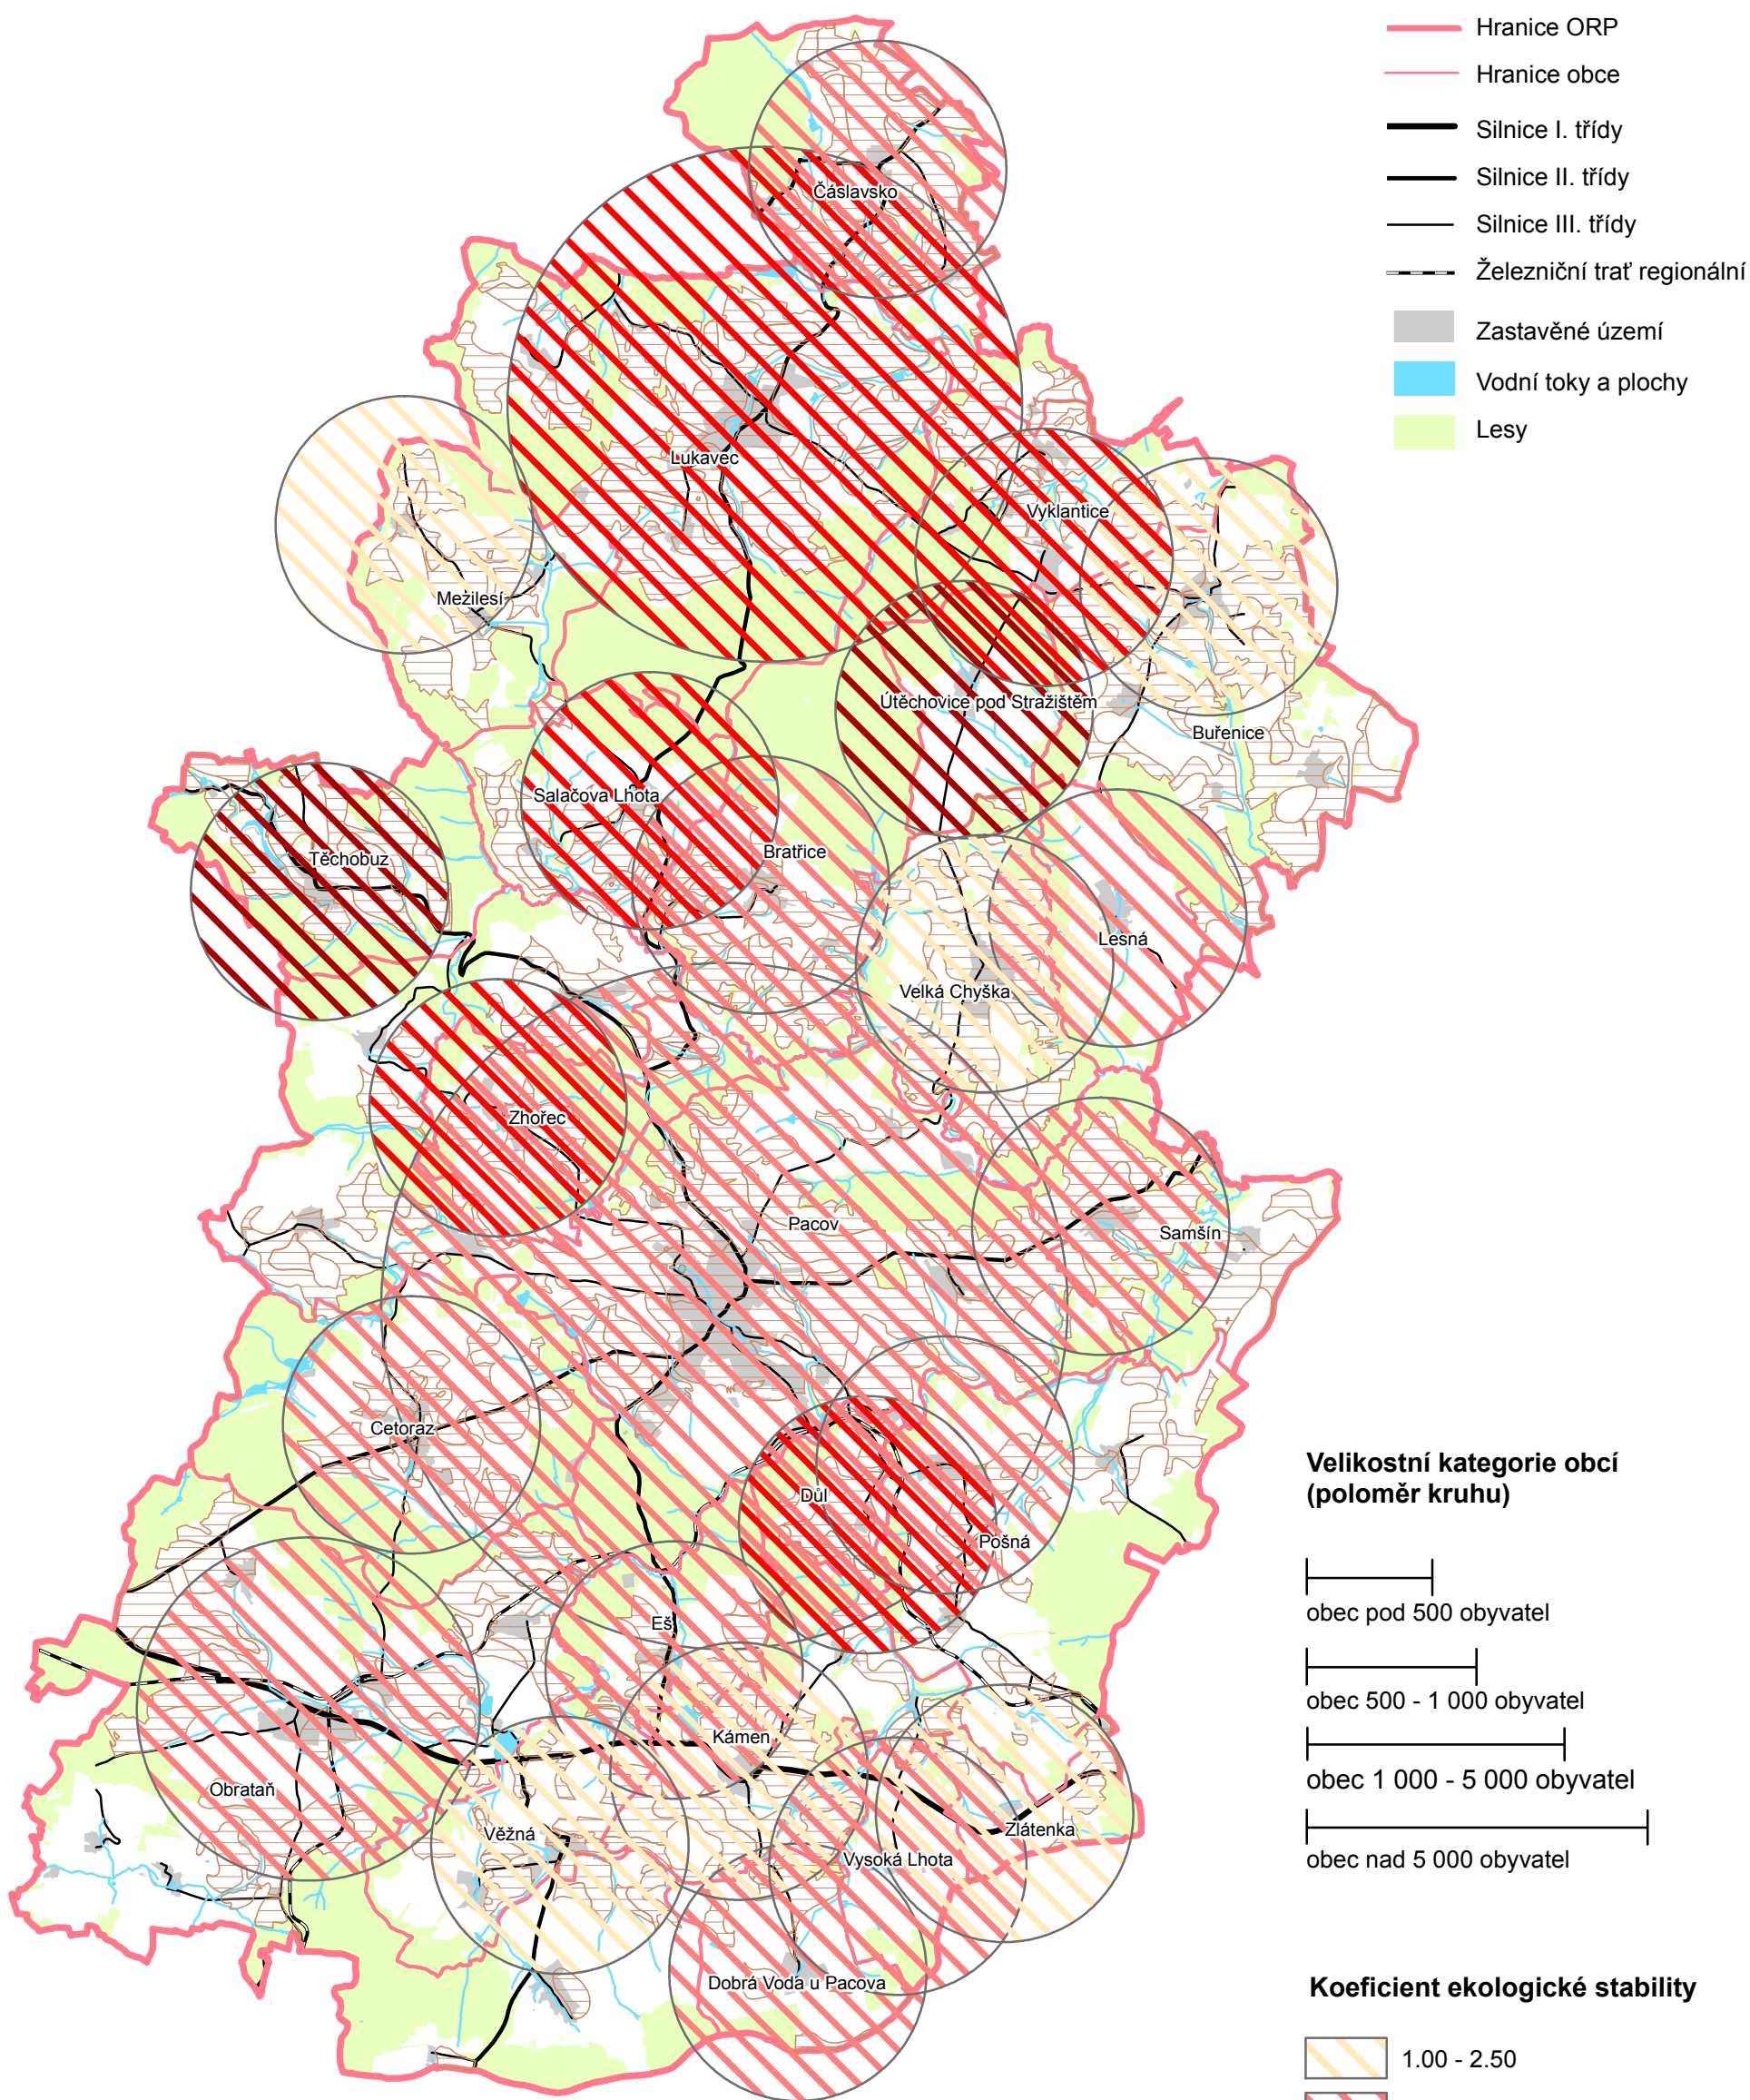 Hranice ORP
Hranice obce
Silnice I. třídy
Silnice II. třídy
Silnice III. třídy
Železniční trať regionální
Zastavěné území
Vodní toky a plochy
Lesy
Čáslavsko
Lukavec
Vyklantice
Mežilesí
Útěchovice pod Stražištěm
Buřenice
Salačova Lhota
Bratřice
Těchobuz
Lesná
Velká Chyška
Zhořec
Pacov
Samšín
Cetoraz
Důl
Pošná
Eš
Kámen
Obrataň
Věžná
Zlátenka
Vysoká Lhota
Dobrá Voda u Pacova
Velikostní kategorie obcí
(poloměr kruhu)
obec pod 500 obyvatel
obec 500 - 1 000 obyvatel
obec 1 000 - 5 000 obyvatel
obec nad 5 000 obyvatel
Koeficient ekologické stability
1.00 - 2.50